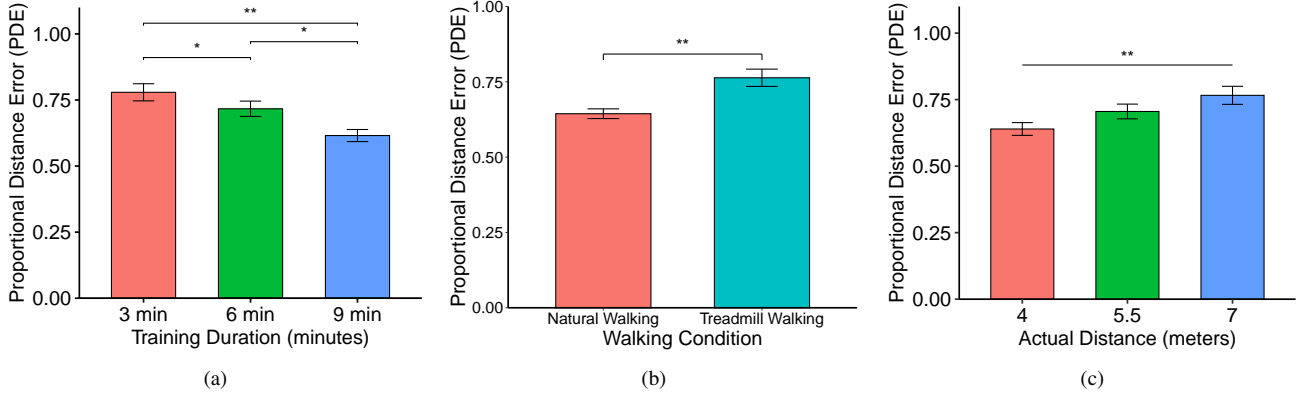 Proportional Distance Error (PDE)
1.00
0.75
0.50
0.25
0.00
**
*
*
3 min
6 min
9 min
Training Duration (minutes)
(a)
Proportional Distance Error (PDE)
1.00
0.75
0.50
0.25
0.00
**
Natural Walking
Treadmill Walking
Walking Condition
(b)
Proportional Distance Error (PDE)
1.00
0.75
0.50
0.25
0.00
**
4
5.5
7
Actual Distance (meters)
(c)